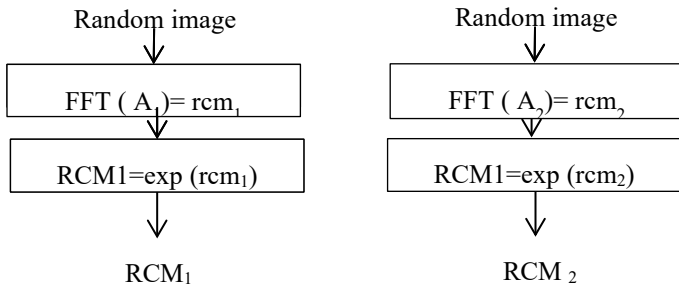 Random image
FFT ( A₁)= rcm₁
RCM1=exp (rcm₁)
RCM₁
Random image
FFT ( A₂)= rcm₂
RCM1=exp (rcm₂)
RCM ₂